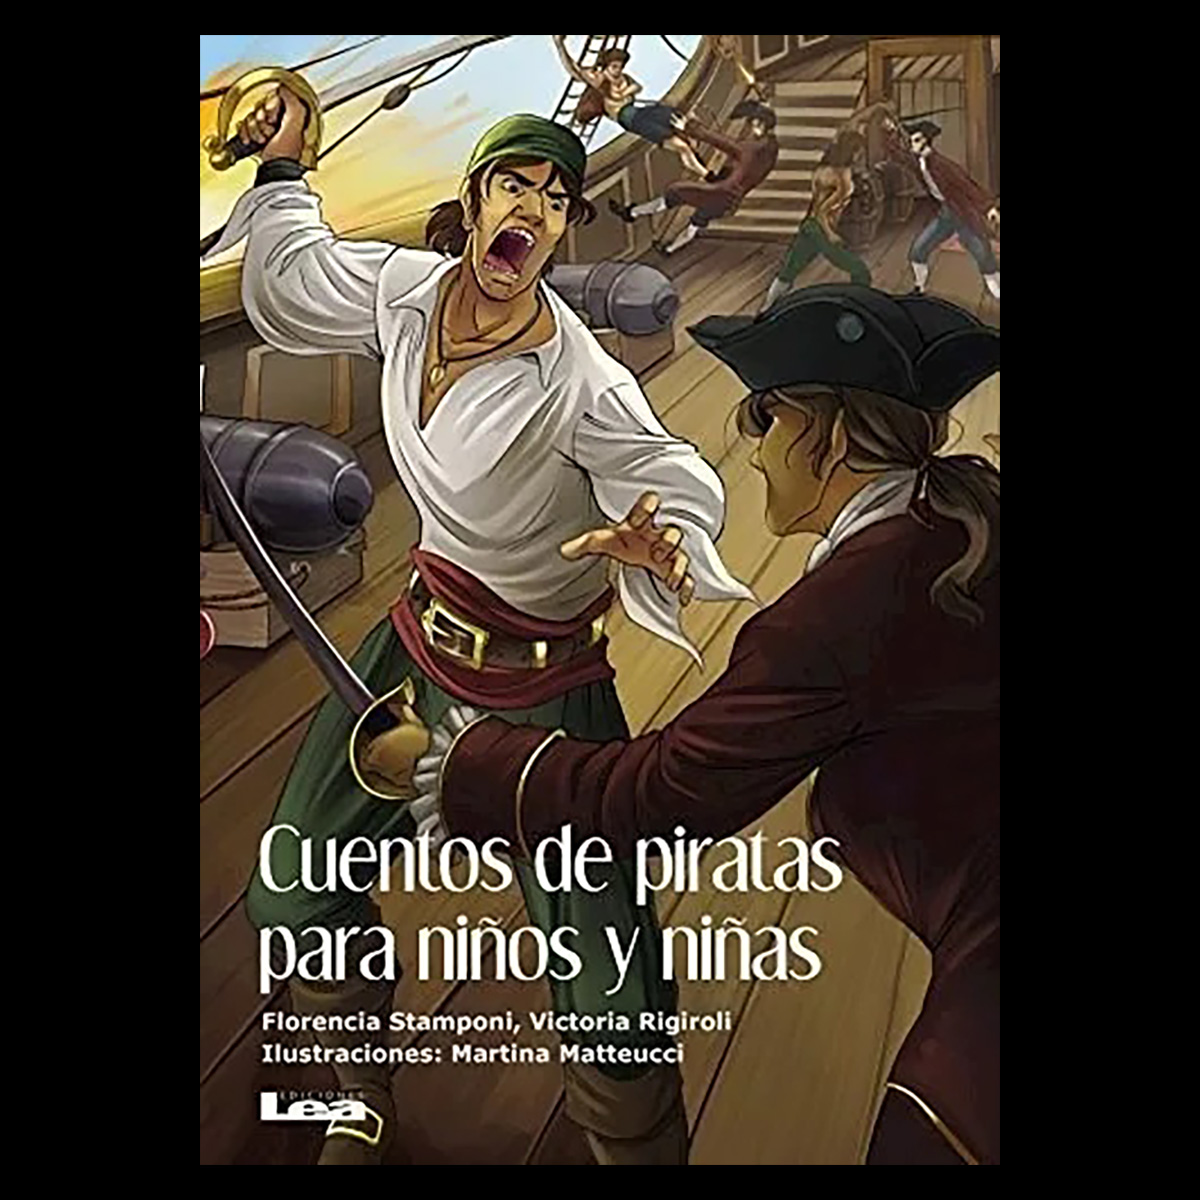 Cuentos de piratas
para niños y niñas
Florencia Stamponi, Victoria Rigiroli
Ilustraciones: Martina Matteucci
EDICIONES
Lea